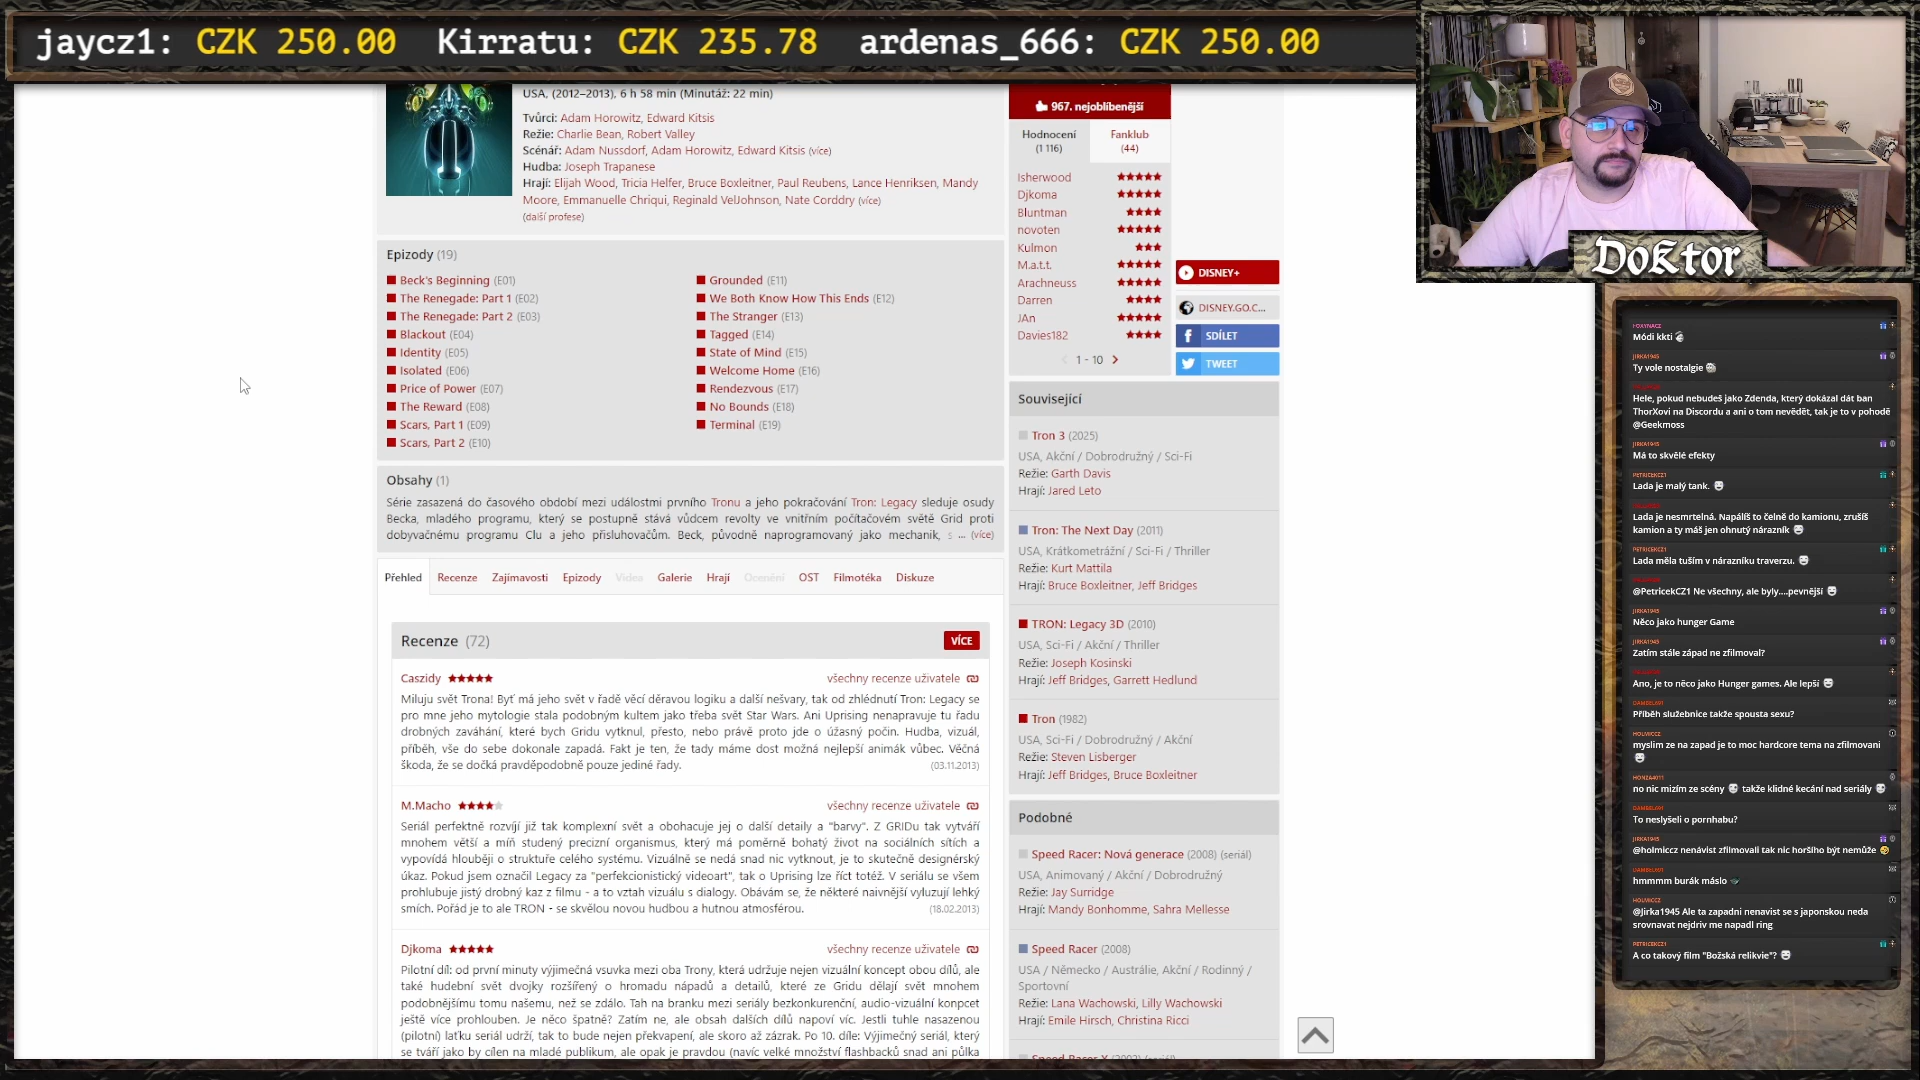 jaycz1: CZK 250.00 Kirratu: CZK 235.78 ardenas_666: CZK 250.00
USA, (2012–2013), 6 h 58 min (Minutáž: 22 min)
Tvůrci: Adam Horowitz, Edward Kitsis
Režie: Charlie Bean, Robert Valley
Scénář: Adam Nussdorf, Adam Horowitz, Edward Kitsis (více)
Hudba: Joseph Trapanese
Hrají: Elijah Wood, Tricia Helfer, Bruce Boxleitner, Paul Reubens, Lance Henriksen, Mandy
Moore, Emmanuelle Chriqui, Reginald VelJohnson, Nate Corddry (více)
(další profese)
Epizody (19)
Beck's Beginning (E01)
The Renegade: Part 1 (E02)
The Renegade: Part 2 (E03)
Blackout (E04)
Identity (E05)
Isolated (E06)
Price of Power (E07)
The Reward (E08)
Scars, Part 1 (E09)
Scars, Part 2 (E10)
Grounded (E11)
We Both Know How This Ends (E12)
The Stranger (E13)
Tagged (E14)
State of Mind (E15)
Welcome Home (E16)
Rendezvous (E17)
No Bounds (E18)
Terminal (E19)
Obsahy (1)
Série zasazená do časového období mezi událostmi prvního Tronu a jeho pokračování Tron: Legacy sleduje osudy
Becka, mladého programu, který se postupně stává vůdcem revolty ve vnitřním počítačovém světě Grid proti
dobyvačnému programu Clu a jeho přisluhovačům. Beck, původně naprogramovaný jako mechanik, s ... (více)
Přehled Recenze Zajímavosti Epizody Videa Galerie Hrají Ocenění OST Filmotéka Diskuze
Recenze (72)
VÍCE
Caszidy
všechny recenze uživatele
Miluju svět Trona! Byť má jeho svět v řadě věcí děravou logiku a další nešvary, tak od zhlédnutí Tron: Legacy se
pro mne jeho mytologie stala podobným kultem jako třeba svět Star Wars. Ani Uprising nenapravuje tu řadu
drobných zaváhání, které bych Gridu vytknul, přesto, nebo právě proto jde o úžasný počin. Hudba, vizuál,
příběh, vše do sebe dokonale zapadá. Fakt je ten, že tady máme dost možná nejlepší animák vůbec. Věčná
škoda, že se dočká pravděpodobně pouze jediné řady. (03.11.2013)
M.Macho
všechny recenze uživatele
Seriál perfektně rozvíjí již tak komplexní svět a obohacuje jej o další detaily a "barvy". Z GRIDu tak vytváří
mnohem větší a míň studený precizní organismus, který má poměrně bohatý život na sociálních sítích a
vypovídá hlouběji o struktuře celého systému. Vizuálně se nedá snad nic vytknout, je to skutečně designérský
úkaz. Pokud jsem označil Legacy za "perfekcionistický videoart", tak o Uprising lze říct totéž. V seriálu se všem
prohlubuje jistý drobný kaz z filmu - a to vztah vizuálu s dialogy. Obávám se, že některé naivnější vyluzují lehký
smích. Pořád je to ale TRON - se skvělou novou hudbou a hutnou atmosférou. (18.02.2013)
Djkoma
všechny recenze uživatele
Pilotní díl: od první minuty výjimečná vsuvka mezi oba Trony, která udržuje nejen vizuální koncept obou dílů, ale
také hudební svět dvojky rozšířený o hromadu nápadů a detailů, které ze Gridu dělají svět mnohem
podobnějšímu tomu našemu, než se zdálo. Tah na branku mezi seriály bezkonkurenční, audio-vizuální konpcet
ještě více prohlouben. Je něco špatně? Zatím ne, ale obsah dalších dílů napoví víc. Jestli tuhle nasazenou
(pilotní) laťku seriál udrží, tak to bude nejen překvapení, ale skoro až zázrak. Po 10. díle: Výjimečný seriál, který
se tváří jako by cílen na mladé publikum, ale opak je pravdou (navíc velké množství flashbacků snad ani půlka
967. nejoblíbenější
Hodnocení
(1 116)
Fanklub
(44)
Isherwood
Djkoma
Bluntman
novoten
Kulmon
M.a.t.t.
Arachneuss
Darren
JAn
Davies182
1 - 10
DISNEY+
DISNEY.GO.C...
SDÍLET
TWEET
Související
Tron 3 (2025)
USA, Akční / Dobrodružný / Sci-Fi
Režie: Garth Davis
Hrají: Jared Leto
Tron: The Next Day (2011)
USA, Krátkometrážní / Sci-Fi / Thriller
Režie: Kurt Mattila
Hrají: Bruce Boxleitner, Jeff Bridges
TRON: Legacy 3D (2010)
USA, Sci-Fi / Akční / Thriller
Režie: Joseph Kosinski
Hrají: Jeff Bridges, Garrett Hedlund
Tron (1982)
USA, Sci-Fi / Dobrodružný / Akční
Režie: Steven Lisberger
Hrají: Jeff Bridges, Bruce Boxleitner
Podobné
Speed Racer: Nová generace (2008) (seriál)
USA, Animovaný / Akční / Dobrodružný
Režie: Jay Surridge
Hrají: Mandy Bonhomme, Sahra Mellesse
Speed Racer (2008)
USA / Německo / Austrálie, Akční / Rodinný /
Sportovní
Režie: Lana Wachowski, Lilly Wachowski
Hrají: Emile Hirsch, Christina Ricci
DoKtor
FOXYNACZ
Módi kkti
JIRKA1945
Ty vole nostalgie
Hele, pokud nebudeš jako Zdenda, který dokázal dát ban
ThorXovi na Discordu a ani o tom nevědět, tak je to v pohodě
@Geekmoss
JIRKA1945
Má to skvělé efekty
PETRICEKCZ1
Lada je malý tank.
Lada je nesmrtelná. Napálíš to čelně do kamionu, zrušíš
kamion a ty máš jen ohnutý nárazník
PETRICEKCZ1
Lada měla tuším v nárazníku traverzu.
@PetricekCZ1 Ne všechny, ale byly....pevnější
JIRKA1945
Něco jako hunger Game
JIRKA1945
Zatím stále západ ne zfilmoval?
Ano, je to něco jako Hunger games. Ale lepší
Příběh služebnice takže spousta sexu?
HOLMICCZ
myslim ze na zapad je to moc hardcore tema na zfilmovani
HONZA4011
no nic mizím ze scény takže klidné kecání nad seriály
To neslyšeli o pornhabu?
JIRKA1945
@holmiccz nenávist zfilmovali tak nic horšího být nemůže
hmmmm burák máslo
HOLMICCZ
@Jirka1945 Ale ta zapadni nenavist se s japonskou neda
srovnavat nejdriv me napadl ring
PETRICEKCZ1
A co takový film "Božská relikvie"?